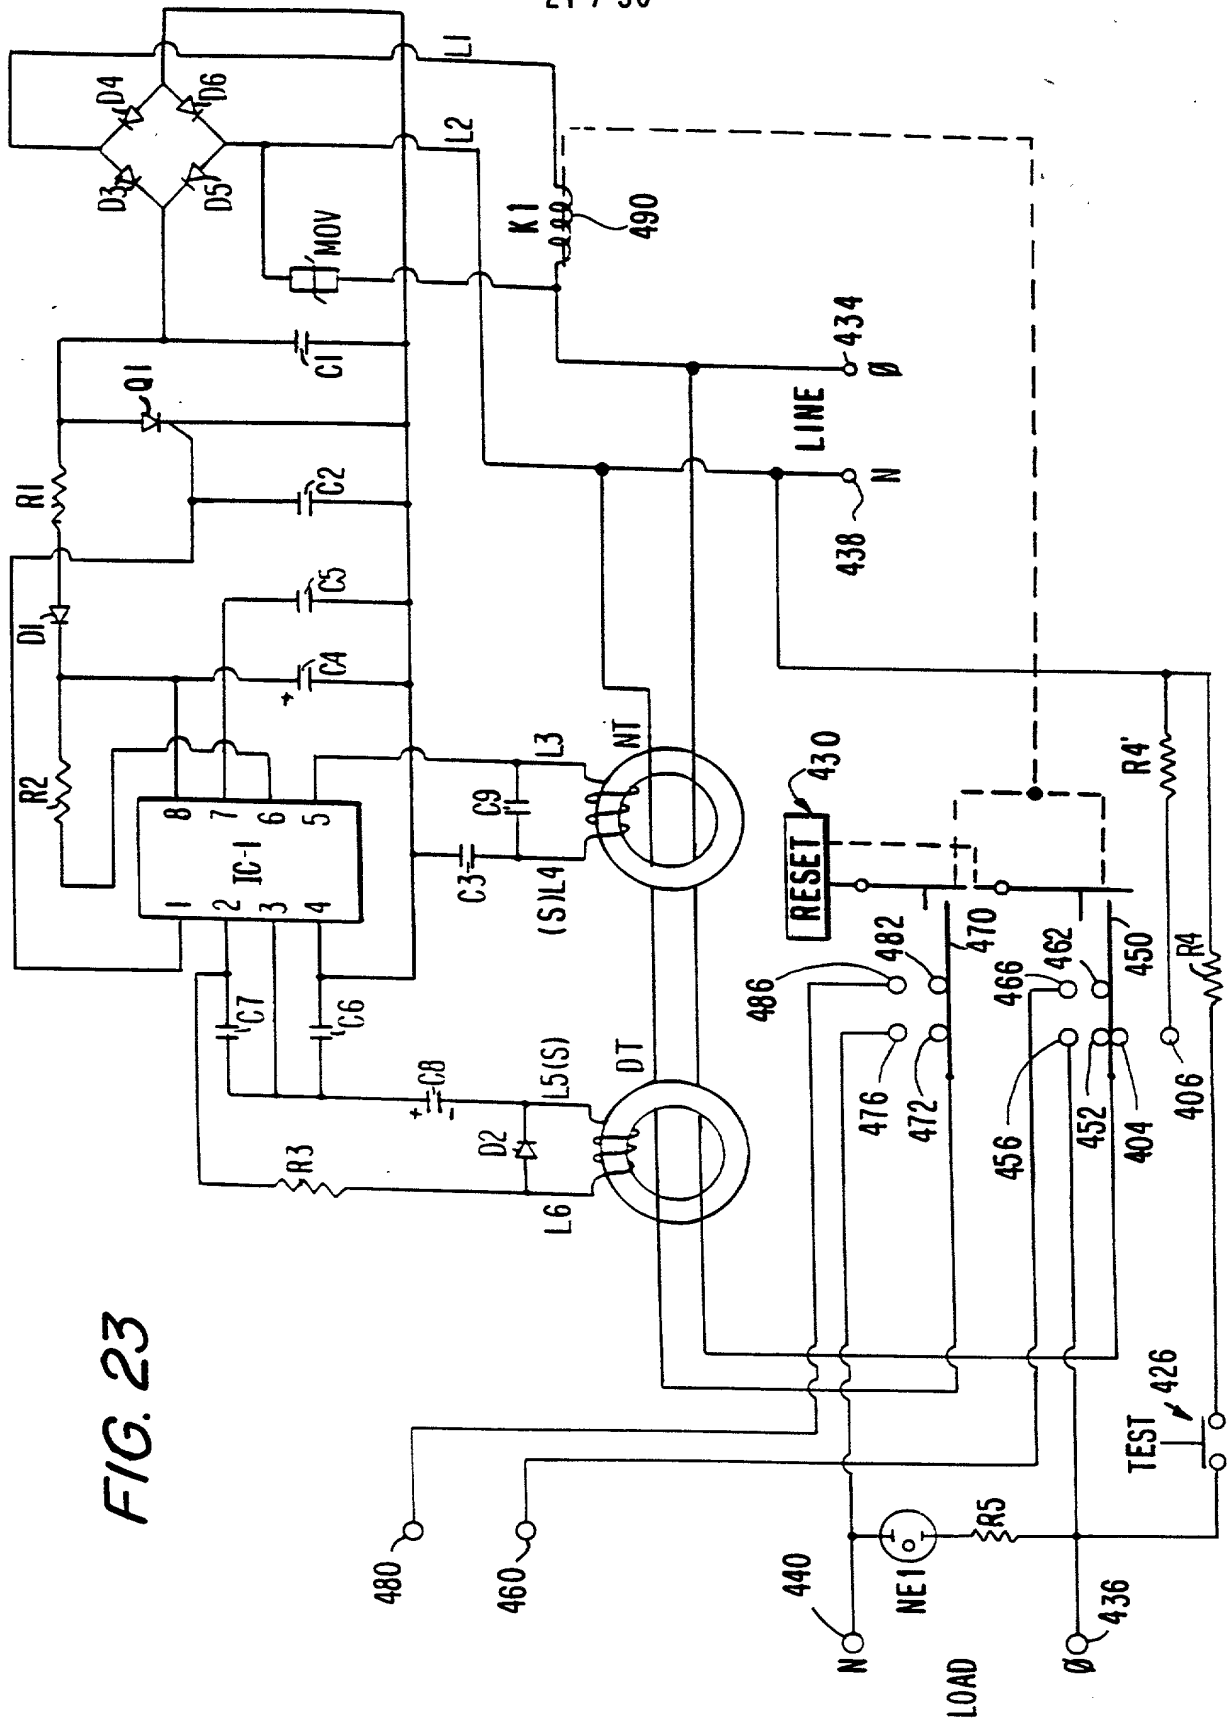 FIG. 23
D4
D6
D3
D5
L1
L2
MOV
K1
490
C1
Q1
R1
C2
D1
C5
C4
+
R2
IC-1
1
2
3
4
8
7
6
5
C7
C6
C3
C9
L3
(S)L4
NT
C8
+
-
D2
L5(S)
L6
R3
DT
LINE
434
Ø
438
N
RESET
430
486
482
470
476
472
466
462
450
456
452
404
406
R4'
R4
TEST
426
480
460
440
N
NE1
R5
LOAD
Ø
436